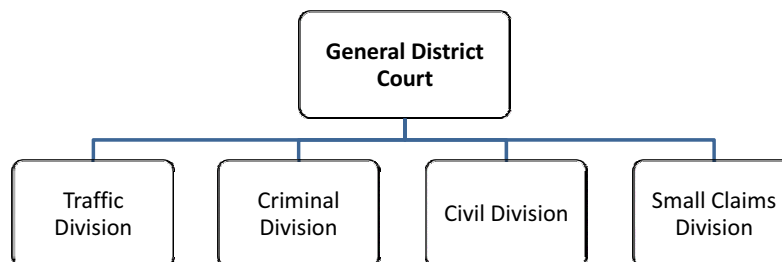 General District
Court
Traffic
Division
Criminal
Division
Civil Division
Small Claims
Division